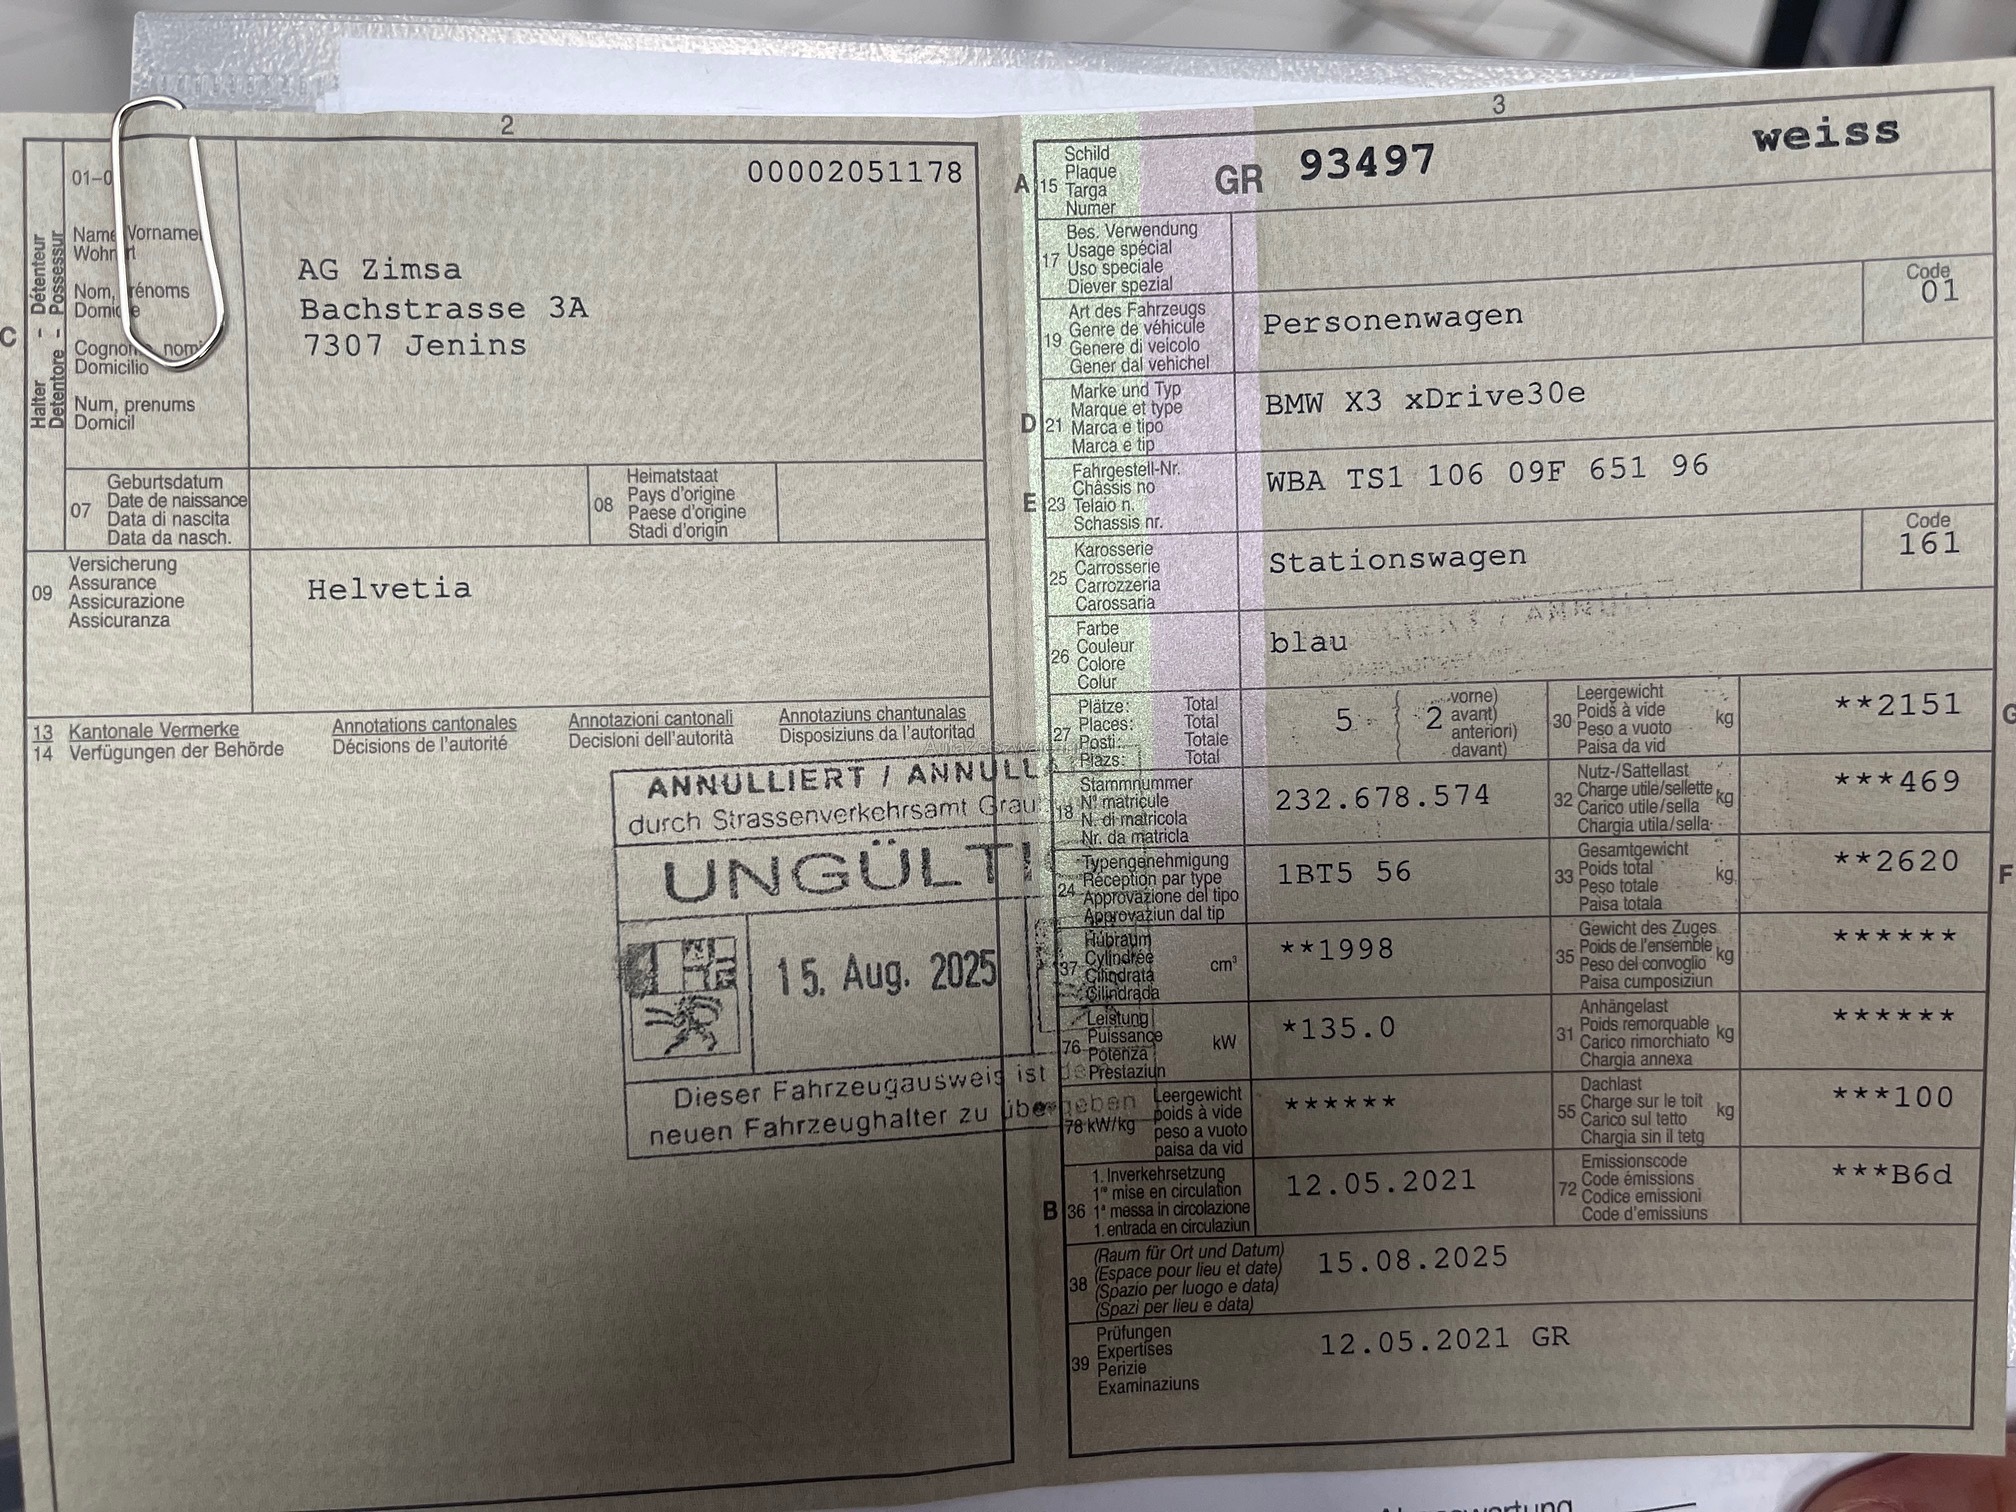 2
00002051178
C
Halter - Détenteur
Detentore - Possessur
01-0
Name Vorname
Wohnort
Nom, prénoms
Domicile
Cognome, nomi
Domicilio
Num, prenums
Domicil
AG Zimsa
Bachstrasse 3A
7307 Jenins
07 Geburtsdatum
Date de naissance
Data di nascita
Data da nasch.
08 Heimatstaat
Pays d'origine
Paese d'origine
Stadi d'origin
09 Versicherung
Assurance
Assicurazione
Assicuranza
Helvetia
13 Kantonale Vermerke Annotations cantonales Annotazioni cantonali Annotaziuns chantunalas
14 Verfügungen der Behörde Décisions de l'autorité Decisioni dell'autorità Disposiziuns da l'autoritad
ANNULLIERT / ANNULL
durch Strassenverkehrsamt Grau
UNGÜLTI
15. Aug. 2025
Dieser Fahrzeugausweis ist dem
neuen Fahrzeughalter zu übergeben
3
A 15 Schild
Plaque
Targa
Numer
GR 93497 weiss
17 Bes. Verwendung
Usage spécial
Uso speciale
Diever spezial
19 Art des Fahrzeugs
Genre de véhicule
Genere di veicolo
Gener dal vehichel
Personenwagen
Code
01
D 21 Marke und Typ
Marque et type
Marca e tipo
Marca e tip
BMW X3 xDrive30e
E 23 Fahrgestell-Nr.
Châssis no
Telaio n.
Schassis nr.
WBA TS1 106 09F 651 96
25 Karosserie
Carrosserie
Carrozzeria
Carossaria
Stationswagen
Code
161
26 Farbe
Couleur
Colore
Colur
blau
27 Plätze: Total
Places: Total
Posti: Totale
Plazs: Total
5 { 2 vorne)
avant)
anteriori)
davant)
30 Leergewicht
Poids à vide
Peso a vuoto
Paisa da vid
kg
**2151
G
18 Stammnummer
N° matricule
N. di matricola
Nr. da matricla
232.678.574
32 Nutz-/Sattellast
Charge utile/sellette
Carico utile/sella
Chargia utila/sella
kg
***469
24 Typengenehmigung
Réception par type
Approvazione del tipo
Approvaziun dal tip
1BT5 56
33 Gesamtgewicht
Poids total
Peso totale
Paisa totala
kg
**2620
F
37 Hubraum
Cylindrée
Cilindrata
Cilindrada
cm³
**1998
35 Gewicht des Zuges
Poids de l'ensemble
Peso del convoglio
Paisa cumposiziun
kg
******
76 Leistung
Puissance
Potenza
Prestaziun
kW
*135.0
31 Anhängelast
Poids remorquable
Carico rimorchiato
Chargia annexa
kg
******
78 kW/kg Leergewicht
poids à vide
peso a vuoto
paisa da vid
******
55 Dachlast
Charge sur le toit
Carico sul tetto
Chargia sin il tetg
kg
***100
B 36 1. Inverkehrsetzung
1re mise en circulation
1a messa in circolazione
1. entrada en circulaziun
12.05.2021
72 Emissionscode
Code émissions
Codice emissioni
Code d'emissiuns
***B6d
38 (Raum für Ort und Datum)
(Espace pour lieu et date)
(Spazio per luogo e data)
(Spazi per lieu e data)
15.08.2025
39 Prüfungen
Expertises
Perizie
Examinaziuns
12.05.2021 GR